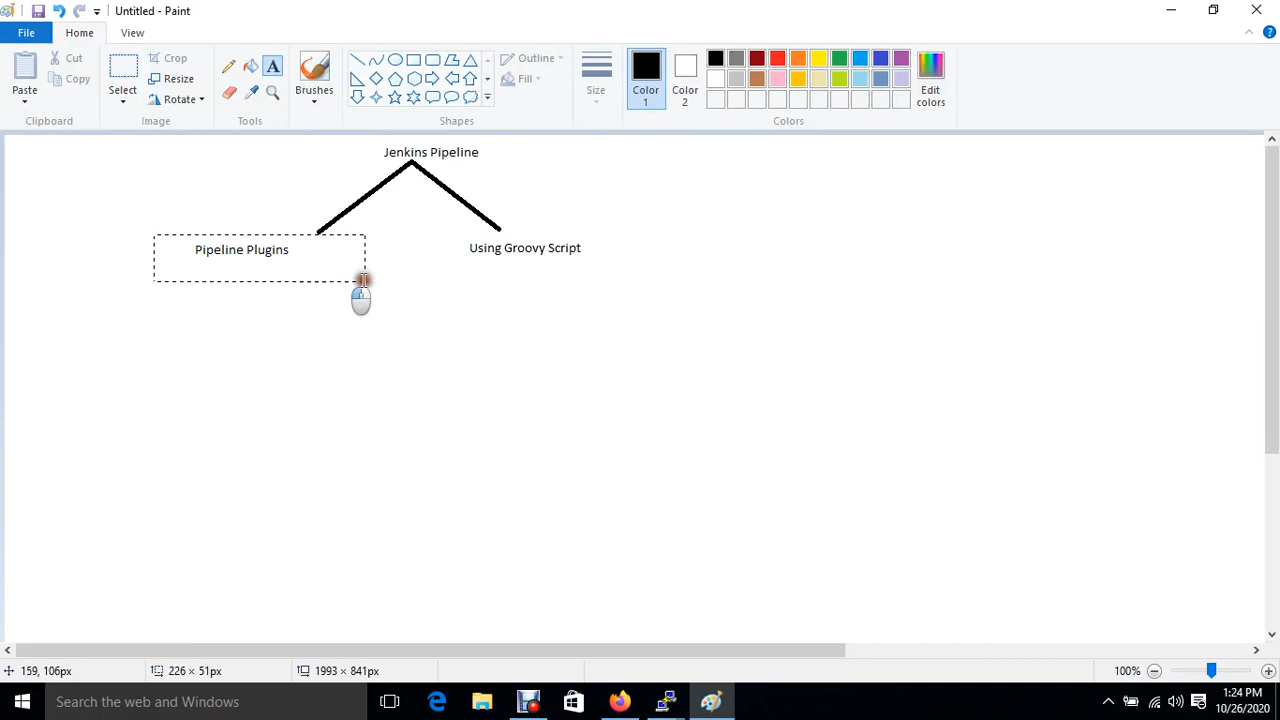 Untitled - Paint
File
Home
View
Paste
Cut
Copy
Clipboard
Select
Crop
Resize
Rotate
Image
A
Tools
Brushes
Outline
Fill
Shapes
Size
Color 1
Color 2
Edit colors
Colors
Jenkins Pipeline
Pipeline Plugins
Using Groovy Script
159, 106px
226 × 51px
1993 × 841px
100%
Search the web and Windows
1:24 PM
10/26/2020